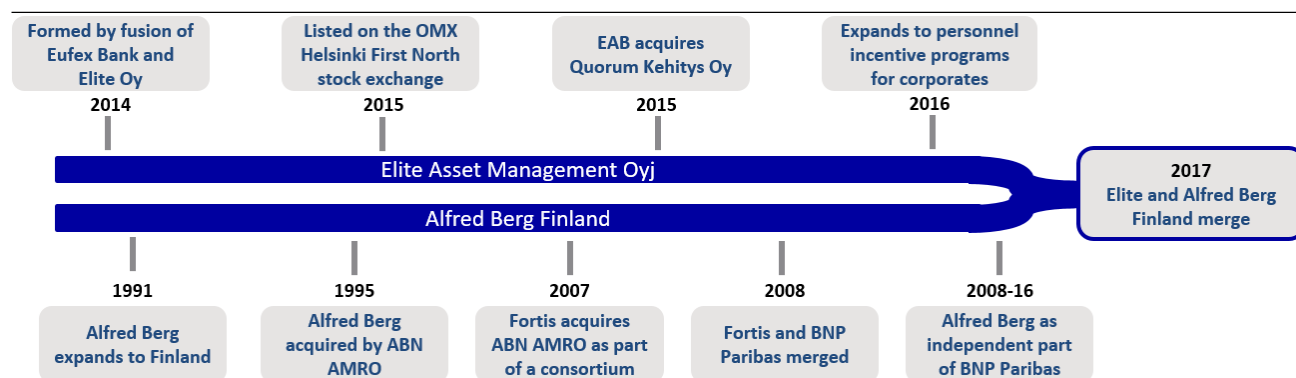 Formed by fusion of
Eufex Bank and
Elite Oy
2014
Listed on the OMX
Helsinki First North
stock exchange
2015
EAB acquires
Quorum Kehitys Oy
2015
Expands to personnel
incentive programs
for corporates
2016
Elite Asset Management Oyj
Alfred Berg Finland
2017
Elite and Alfred Berg
Finland merge
1991
Alfred Berg
expands to Finland
1995
Alfred Berg
acquired by ABN
AMRO
2007
Fortis acquires
ABN AMRO as part
of a consortium
2008
Fortis and BNP
Paribas merged
2008-16
Alfred Berg as
independent part
of BNP Paribas